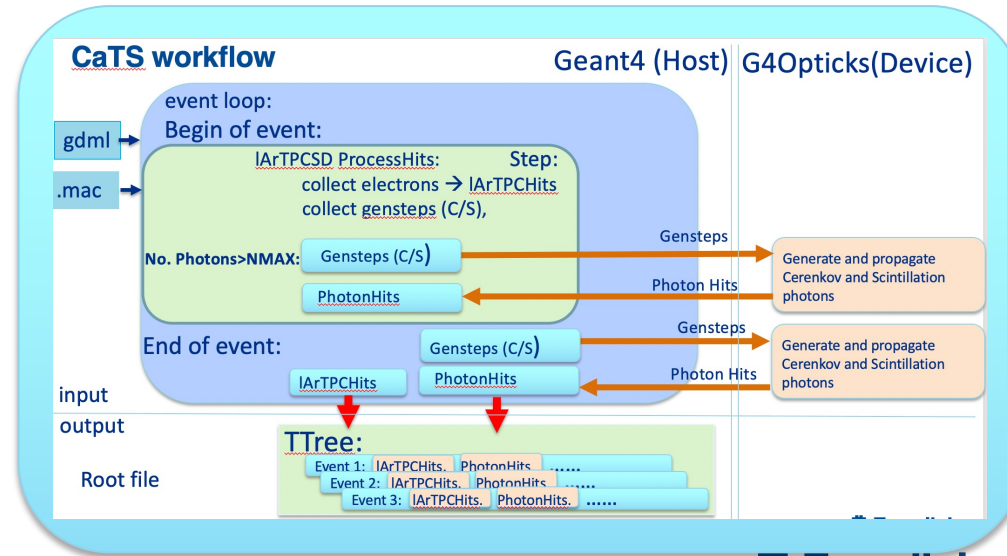 CaTS workflow
Geant4 (Host)
G4Opticks(Device)
event loop:
Begin of event:
gdml
.mac
lArTPCSD ProcessHits:
Step:
collect electrons → lArTPCHits
collect gensteps (C/S),
No. Photons>NMAX:
Gensteps (C/S)
PhotonHits
Gensteps
Photon Hits
Generate and propagate
Cerenkov and Scintillation
photons
End of event:
Gensteps (C/S)
lArTPCHits
PhotonHits
Gensteps
Photon Hits
Generate and propagate
Cerenkov and Scintillation
photons
input
output
Root file
TTree:
Event 1: lArTPCHits. PhotonHits ......
Event 2: lArTPCHits. PhotonHits. ......
Event 3: lArTPCHits. PhotonHits. ......